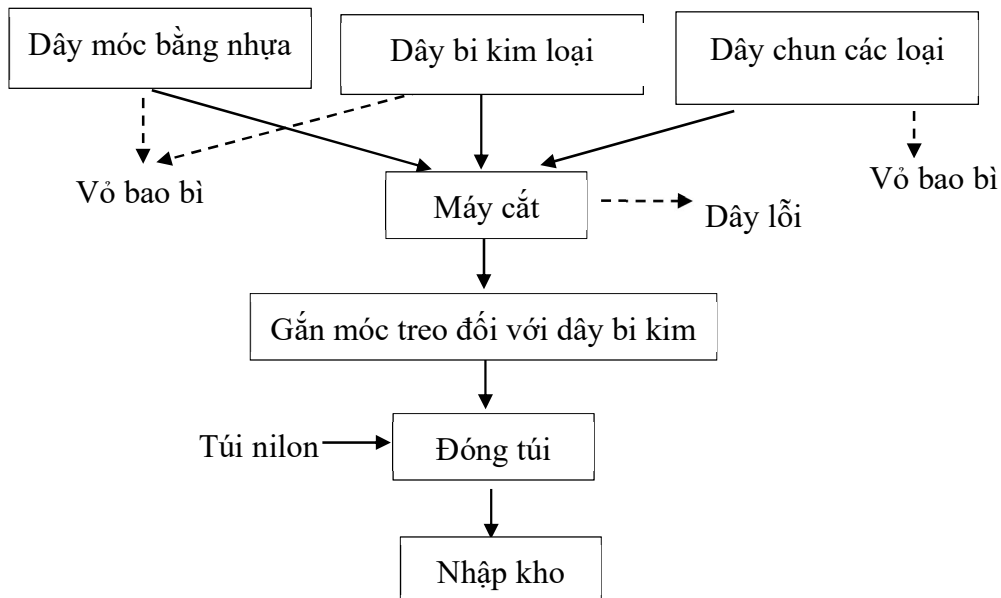 Dây móc bằng nhựa
Dây bi kim loại
Dây chun các loại
Vỏ bao bì
Vỏ bao bì
Máy cắt
Dây lỗi
Gắn móc treo đối với dây bi kim
Túi nilon
Đóng túi
Nhập kho